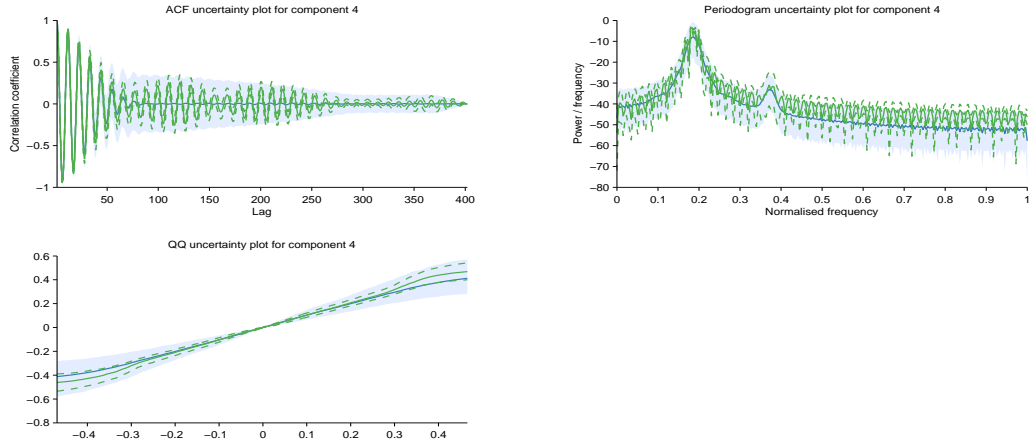 ACF uncertainty plot for component 4
1
0.5
0
−0.5
−1
Correlation coefficient
50 100 150 200 250 300 350 400
Lag
Periodogram uncertainty plot for component 4
0
−10
−20
−30
−40
−50
−60
−70
−80
Power / frequency
0 0.1 0.2 0.3 0.4 0.5 0.6 0.7 0.8 0.9 1
Normalised frequency
QQ uncertainty plot for component 4
0.6
0.4
0.2
0
−0.2
−0.4
−0.6
−0.8
−0.4 −0.3 −0.2 −0.1 0 0.1 0.2 0.3 0.4